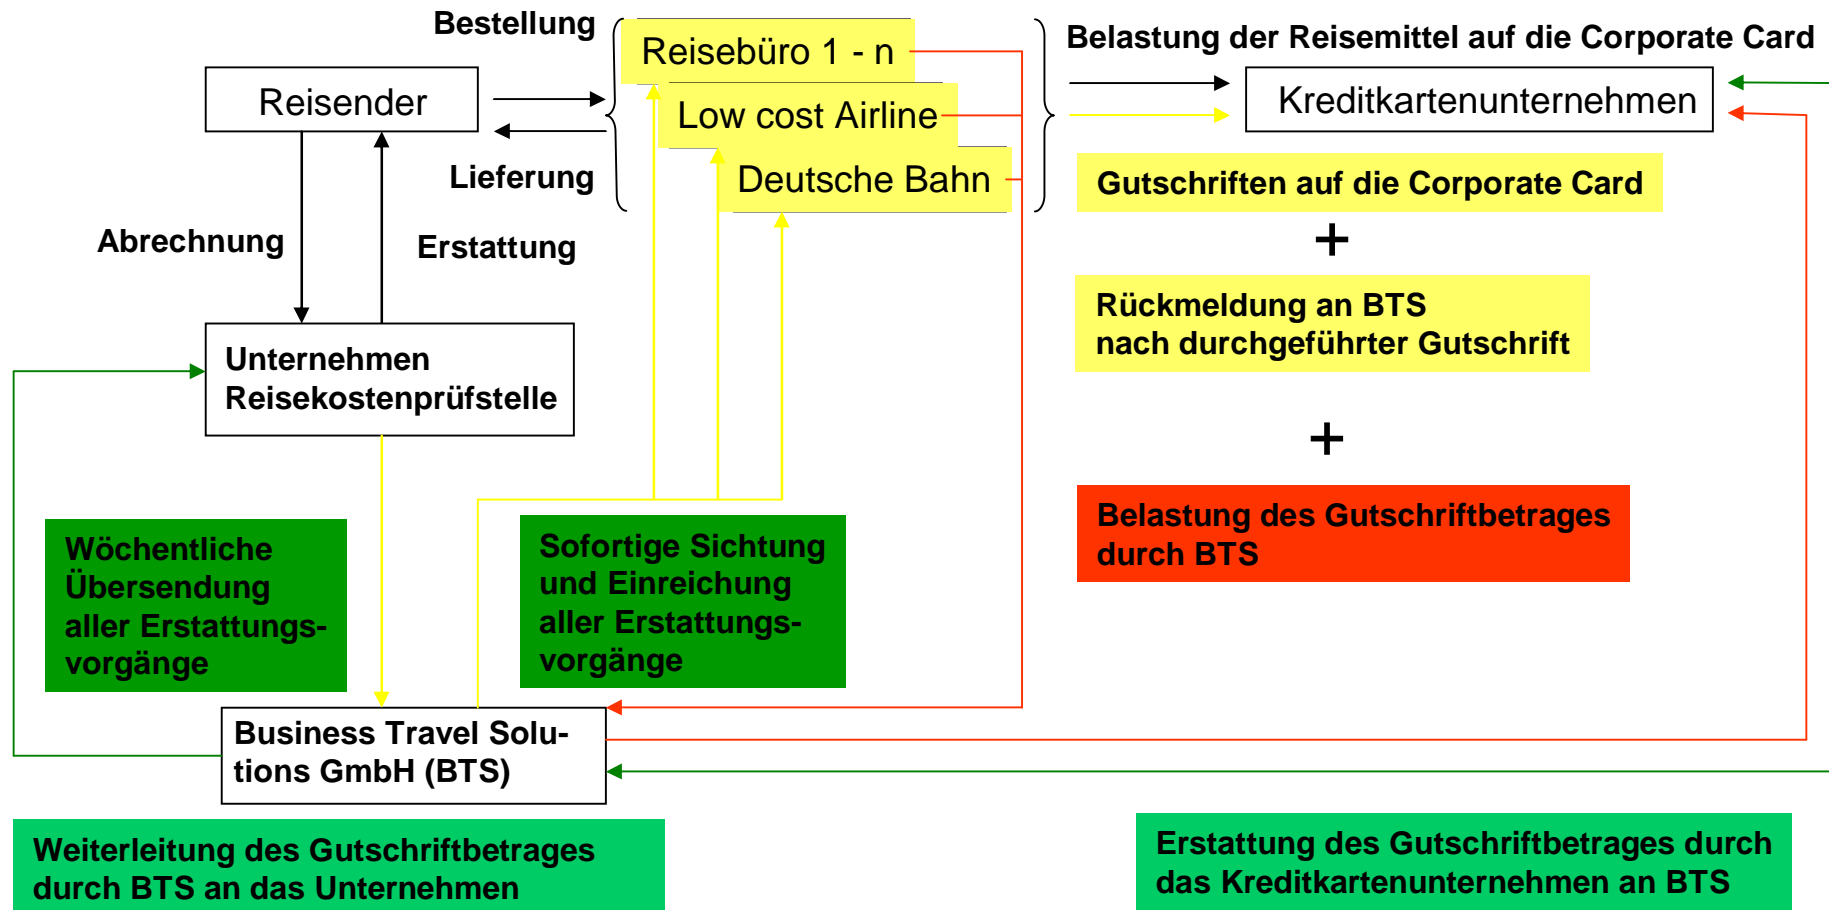 Bestellung
Reisebüro 1 - n
Belastung der Reisemittel auf die Corporate Card
Reisender
Low cost Airline
Kreditkartenunternehmen
Lieferung
Deutsche Bahn
Gutschriften auf die Corporate Card
Abrechnung
Erstattung
+
Rückmeldung an BTS
nach durchgeführter Gutschrift
Unternehmen
Reisekostenprüfstelle
+
Belastung des Gutschriftbetrages
durch BTS
Wöchentliche
Übersendung
aller Erstattungs-
vorgänge
Sofortige Sichtung
und Einreichung
aller Erstattungs-
vorgänge
Business Travel Solu-
tions GmbH (BTS)
Weiterleitung des Gutschriftbetrages
durch BTS an das Unternehmen
Erstattung des Gutschriftbetrages durch
das Kreditkartenunternehmen an BTS